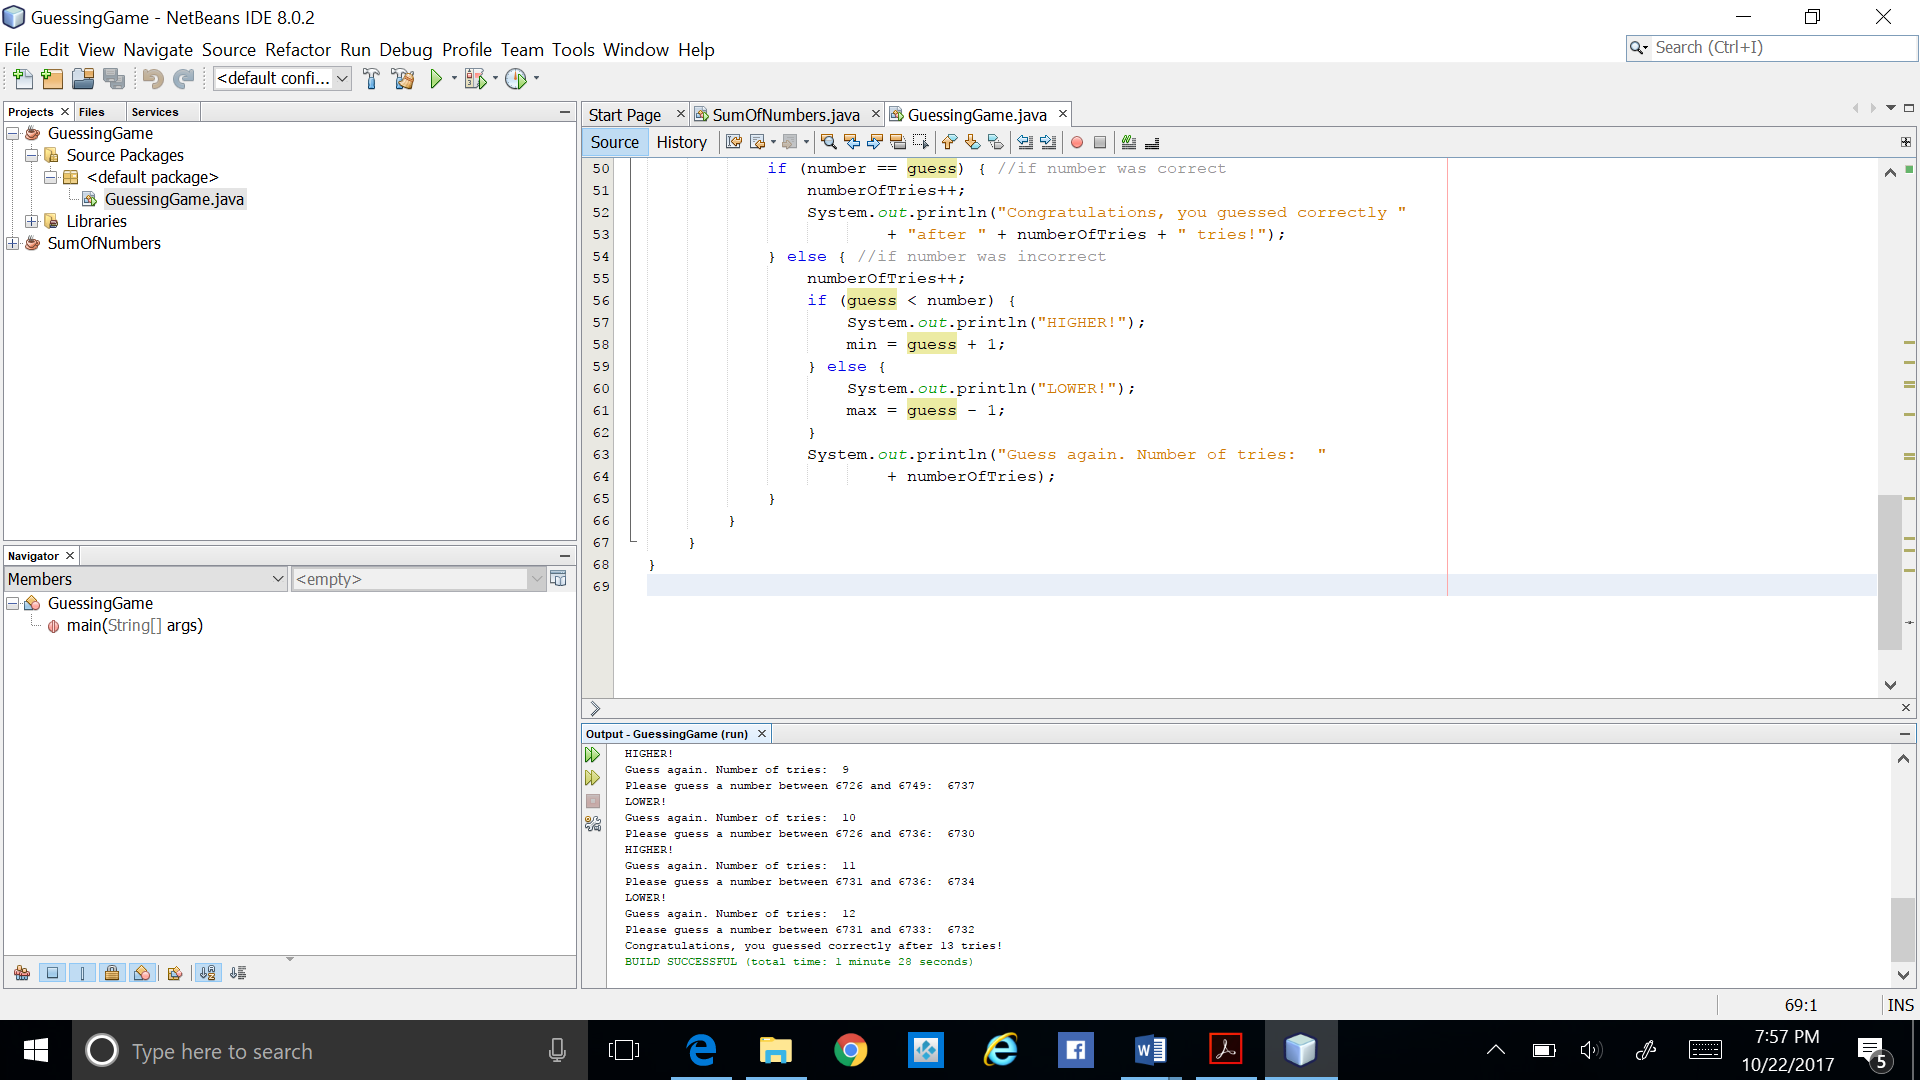 GuessingGame - NetBeans IDE 8.0.2
File Edit View Navigate Source Refactor Run Debug Profile Team Tools Window Help
Search (Ctrl+I)
<default confi...
Projects Files Services
GuessingGame
Source Packages
<default package>
GuessingGame.java
Libraries
SumOfNumbers
Navigator
Members
<empty>
GuessingGame
main(String[] args)
Start Page SumOfNumbers.java GuessingGame.java
Source History
50 if (number == guess) { //if number was correct
51 numberOfTries++;
52 System.out.println("Congratulations, you guessed correctly "
53 + "after " + numberOfTries + " tries!");
54 } else { //if number was incorrect
55 numberOfTries++;
56 if (guess < number) {
57 System.out.println("HIGHER!");
58 min = guess + 1;
59 } else {
60 System.out.println("LOWER!");
61 max = guess - 1;
62 }
63 System.out.println("Guess again. Number of tries:  "
64 + numberOfTries);
65 }
66 }
67 }
68 }
69
Output - GuessingGame (run)
HIGHER!
Guess again. Number of tries:  9
Please guess a number between 6726 and 6749:  6737
LOWER!
Guess again. Number of tries:  10
Please guess a number between 6726 and 6736:  6730
HIGHER!
Guess again. Number of tries:  11
Please guess a number between 6731 and 6736:  6734
LOWER!
Guess again. Number of tries:  12
Please guess a number between 6731 and 6733:  6732
Congratulations, you guessed correctly after 13 tries!
BUILD SUCCESSFUL (total time: 1 minute 28 seconds)
69:1 INS
Type here to search
7:57 PM
10/22/2017
5